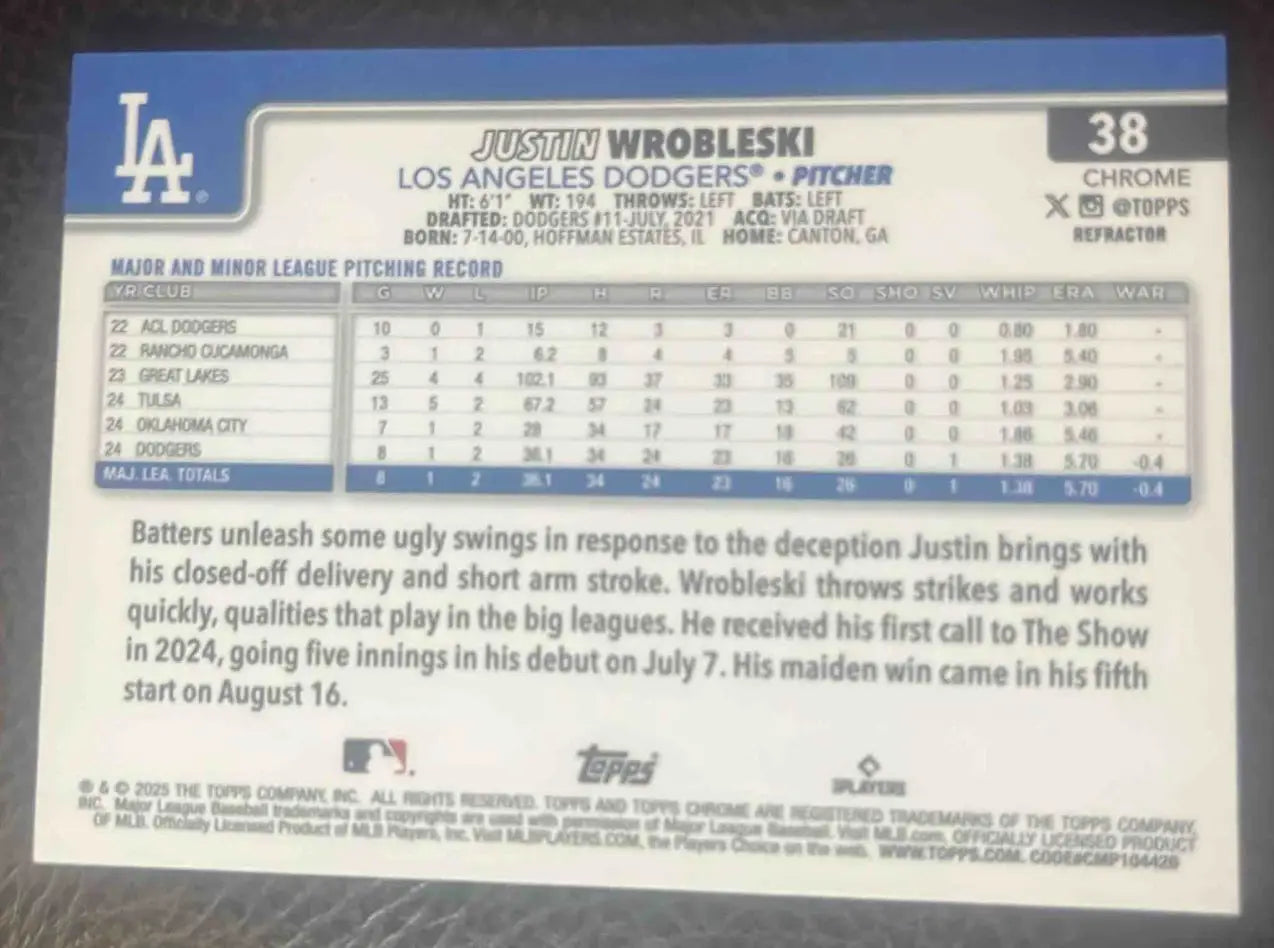 LA
38
JUSTIN WROBLESKI
LOS ANGELES DODGERS® • PITCHER
CHROME
HT: 6'1" WT: 194 THROWS: LEFT BATS: LEFT
@TOPPS
DRAFTED: DODGERS #11-JULY, 2021 ACQ: VIA DRAFT
REFRACTOR
BORN: 7-14-00, HOFFMAN ESTATES, IL HOME: CANTON, GA
MAJOR AND MINOR LEAGUE PITCHING RECORD
YR CLUB G W L IP H R ER BB SO SHO SV WHIP ERA WAR
22 ACL DODGERS 10 0 1 15 12 3 3 0 21 0 0 0.80 1.80 -
22 RANCHO CUCAMONGA 3 1 2 6.2 8 4 4 5 5 0 0 1.95 5.40 -
23 GREAT LAKES 25 4 4 102.1 93 37 33 35 109 0 0 1.25 2.90 -
24 TULSA 13 5 2 67.2 57 24 23 13 62 0 0 1.03 3.06 -
24 OKLAHOMA CITY 7 1 2 28 34 17 17 18 42 0 0 1.86 5.46 -
24 DODGERS 8 1 2 36.1 34 24 23 16 26 0 1 1.38 5.70 -0.4
MAJ. LEA. TOTALS 8 1 2 36.1 34 24 23 16 26 0 1 1.38 5.70 -0.4
Batters unleash some ugly swings in response to the deception Justin brings with
his closed-off delivery and short arm stroke. Wrobleski throws strikes and works
quickly, qualities that play in the big leagues. He received his first call to The Show
in 2024, going five innings in his debut on July 7. His maiden win came in his fifth
start on August 16.
topps
PLAYERS
® & © 2025 THE TOPPS COMPANY, INC. ALL RIGHTS RESERVED. TOPPS AND TOPPS CHROME ARE REGISTERED TRADEMARKS OF THE TOPPS COMPANY,
INC. Major League Baseball trademarks and copyrights are used with permission of Major League Baseball. Visit MLB.com. OFFICIALLY LICENSED PRODUCT
OF MLB. Officially Licensed Product of MLB Players, Inc. Visit MLBPLAYERS.COM, the Players Choice on the web. WWW.TOPPS.COM. CODE#CMP104426